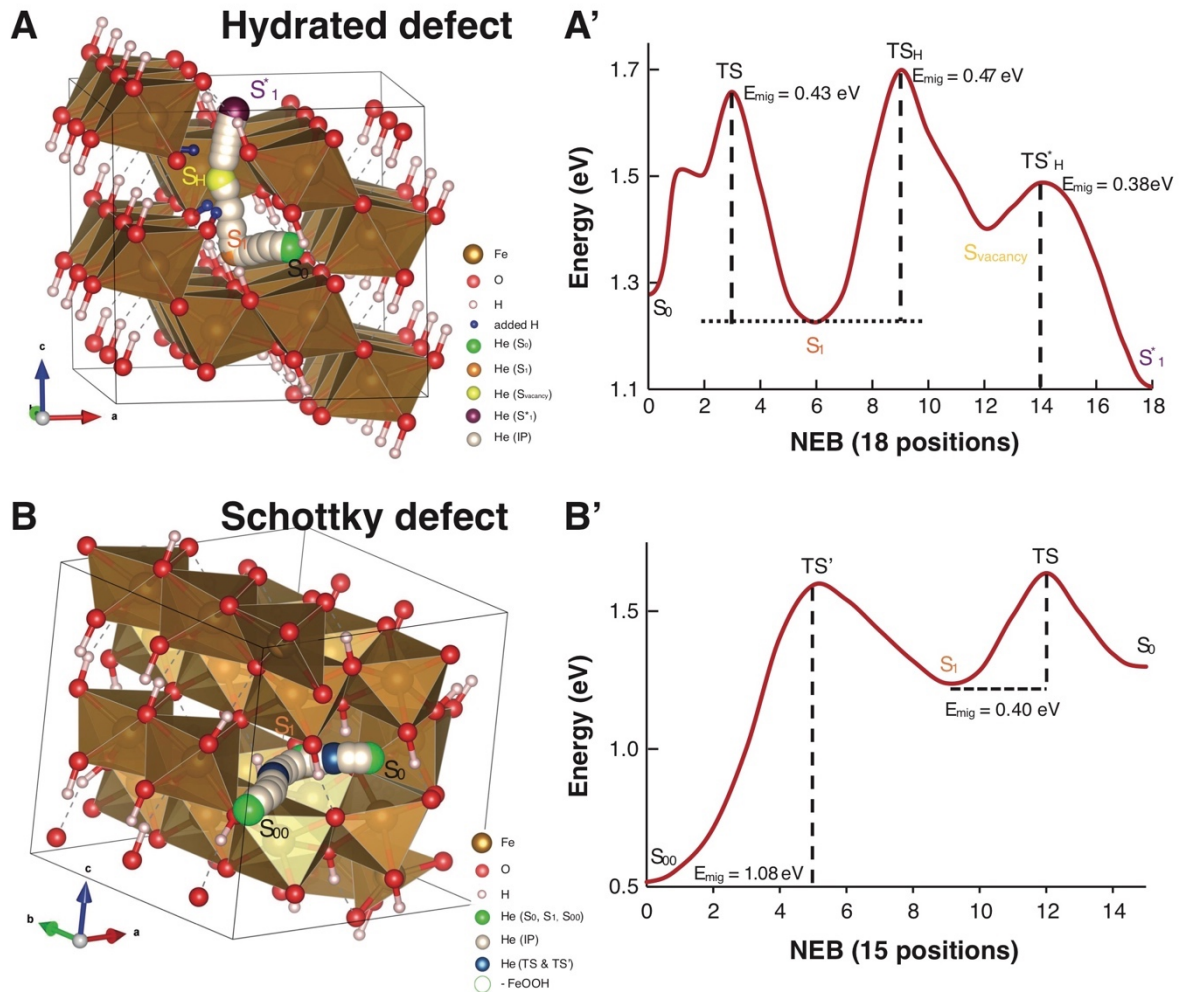 A
Hydrated defect
S*1
SH
S1
S0
c
b
a
Fe
O
H
added H
He (S0)
He (S1)
He (Svacancy)
He (S*1)
He (IP)
A’
Energy (eV)
1.7
1.5
1.3
1.1
TS
Emig = 0.43 eV
TSH
Emig = 0.47 eV
TS*H
Emig = 0.38eV
Svacancy
S0
S1
S*1
0 2 4 6 8 10 12 14 16 18
NEB (18 positions)
B
Schottky defect
S1
S0
S00
c
b
a
Fe
O
H
He (S0, S1, S00)
He (IP)
He (TS & TS’)
- FeOOH
B’
Energy (eV)
1.5
1.0
0.5
TS’
TS
S1
S0
Emig = 0.40 eV
S00
Emig = 1.08 eV
0 2 4 6 8 10 12 14
NEB (15 positions)